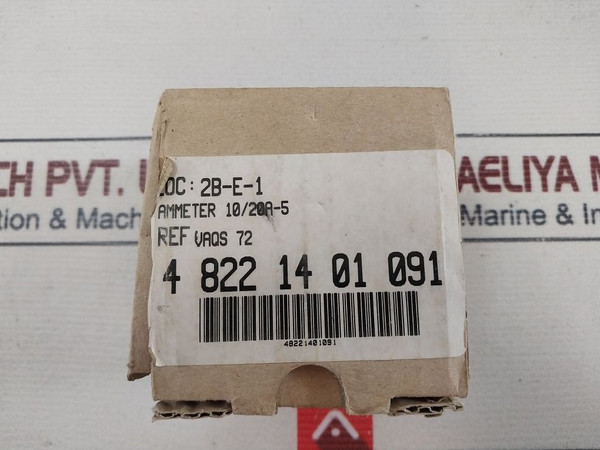 LOC: 2B-E-1
AMMETER 10/20A-5
REF VAQS 72
4 822 14 01 091
48221401091
CH PVT.
AELIYA
tion & Mach
Marine & In